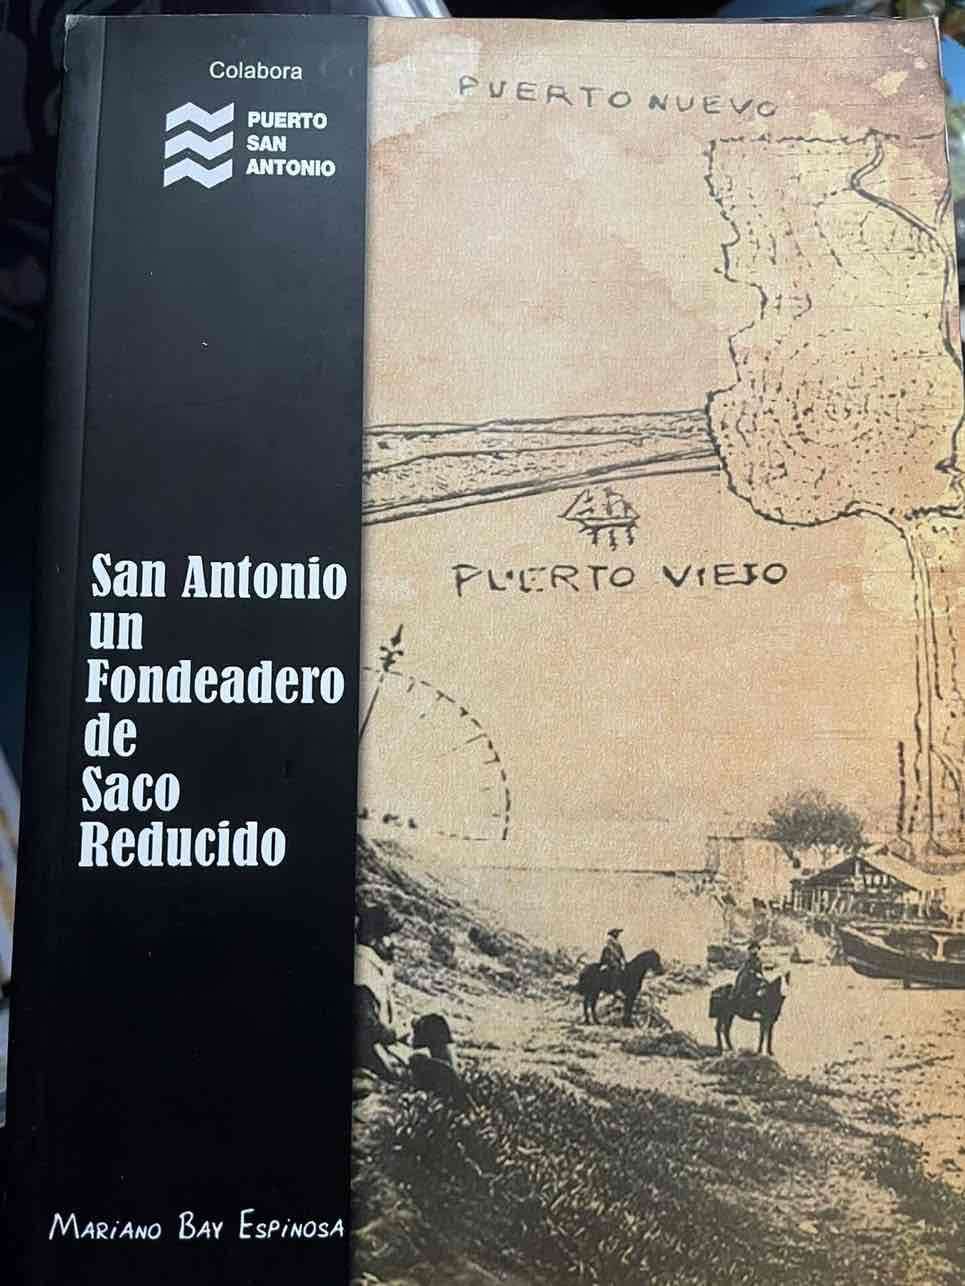 Colabora
PUERTO
SAN
ANTONIO
PUERTO NUEVO
PUERTO VIEJO
San Antonio
un
Fondeadero
de
Saco
Reducido
MARIANO BAY ESPINOSA